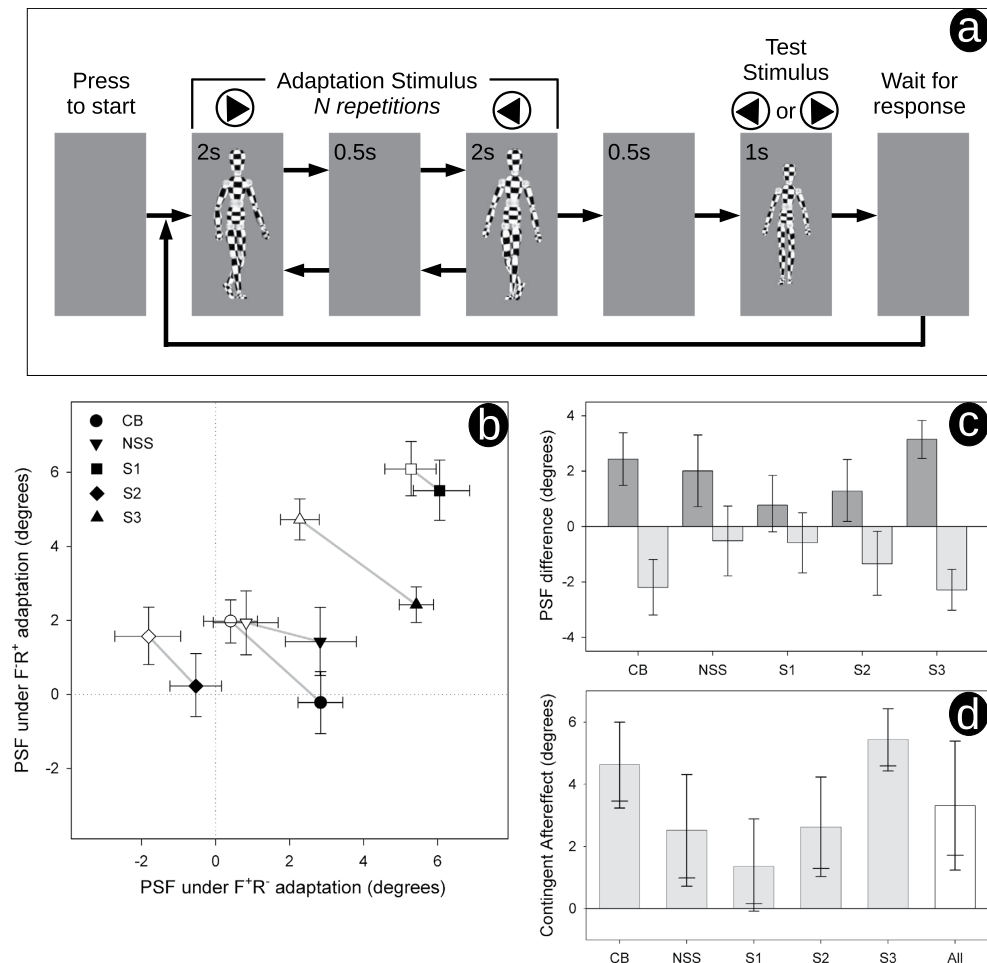 a
Press
to start
Adaptation Stimulus
N repetitions
Test
Stimulus
or
Wait for
response
2s
0.5s
2s
0.5s
1s
b
CB
NSS
S1
S2
S3
PSF under F⁻R⁺ adaptation (degrees)
6
4
2
0
-2
-2
0
2
4
6
PSF under F⁺R⁻ adaptation (degrees)
c
PSF difference (degrees)
4
2
0
-2
-4
CB
NSS
S1
S2
S3
d
Contingent Aftereffect (degrees)
6
4
2
0
CB
NSS
S1
S2
S3
All